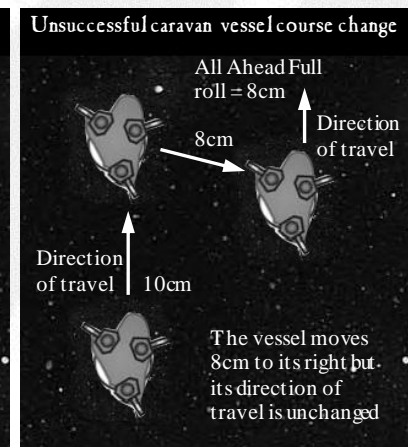 Unsuccessful caravan vessel course change
All Ahead Full
roll = 8cm
8cm
Direction
of travel
Direction
of travel
10cm
The vessel moves
8cm to its right but
its direction of
travel is unchanged